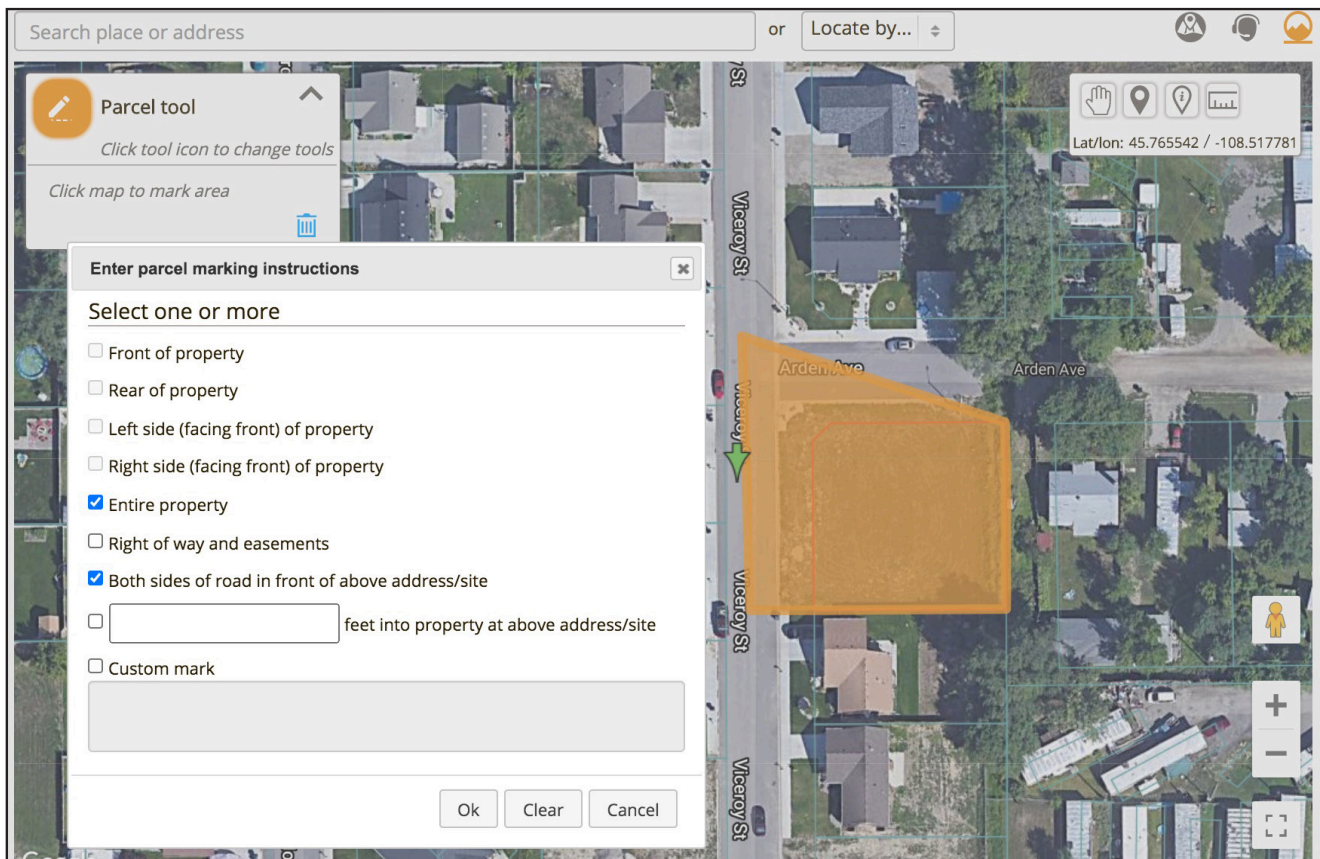 Search place or address
or
Locate by...
Parcel tool
Click tool icon to change tools
Click map to mark area
Lat/lon: 45.765542 / -108.517781
Enter parcel marking instructions
Select one or more
Front of property
Rear of property
Left side (facing front) of property
Right side (facing front) of property
Entire property
Right of way and easements
Both sides of road in front of above address/site
feet into property at above address/site
Custom mark
Ok
Clear
Cancel
Viceroy St
Arden Ave
Arden Ave
Viceroy
Viceroy St
Viceroy St